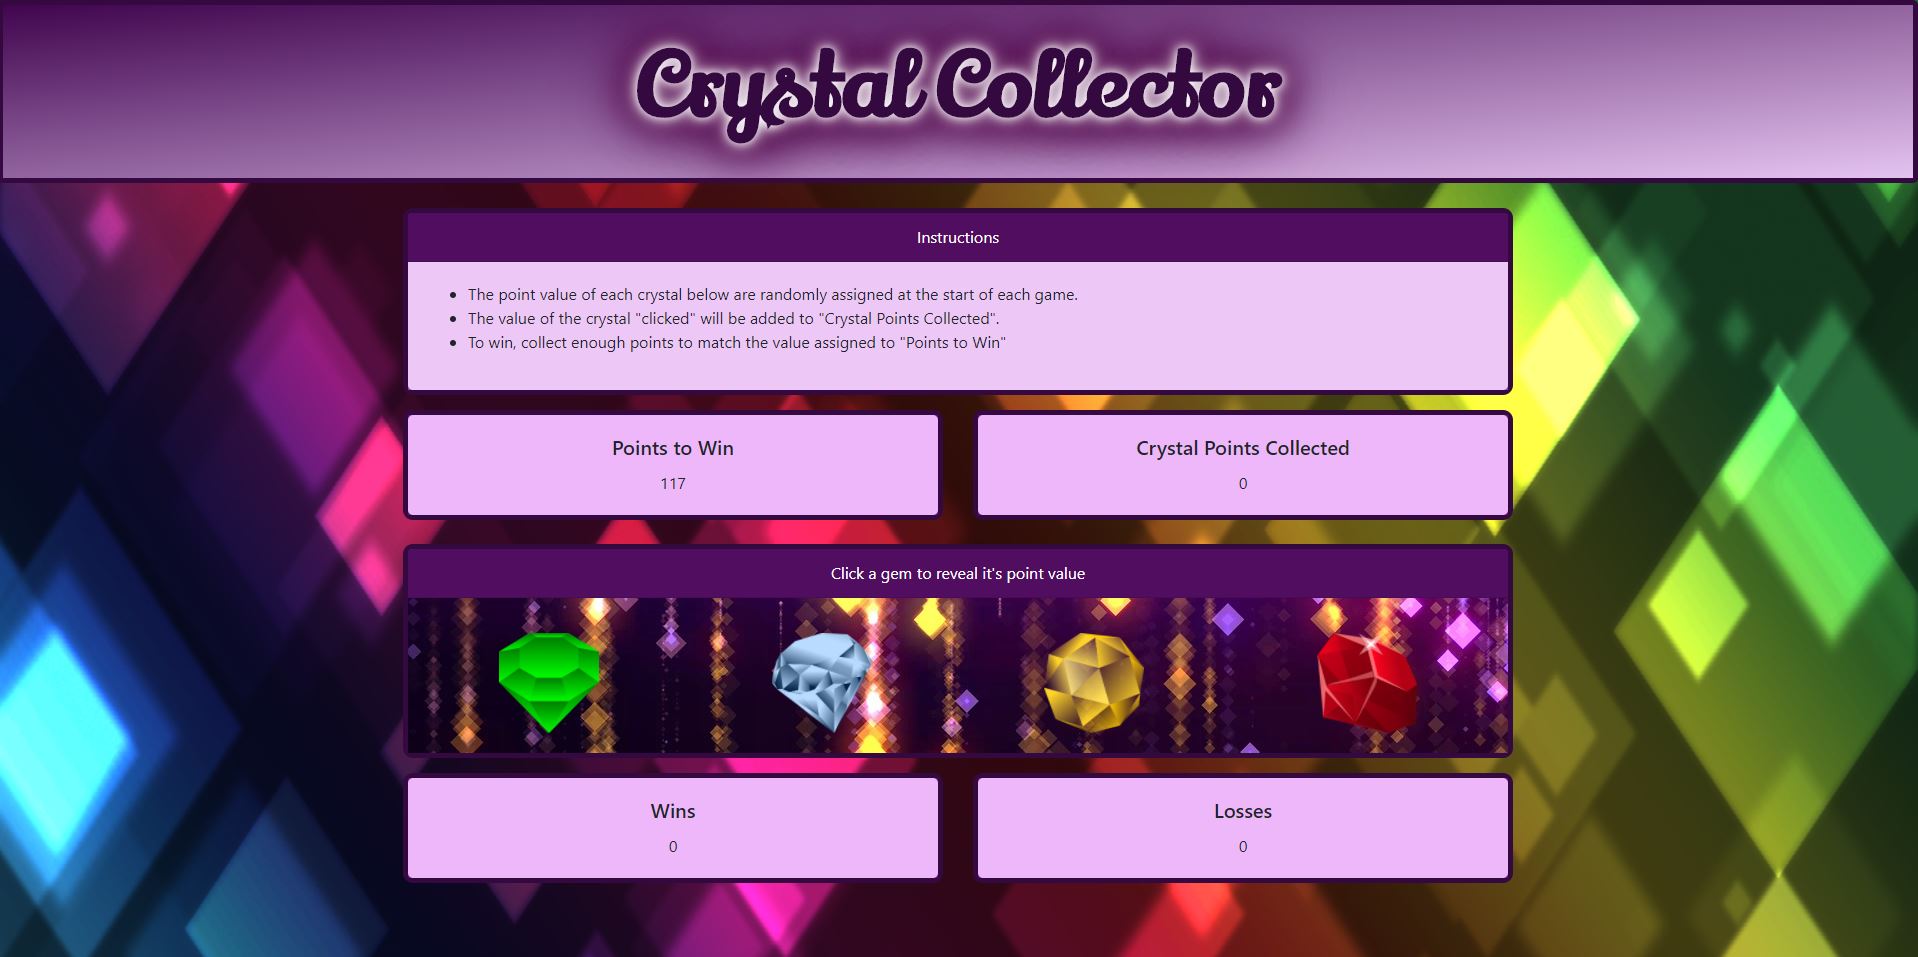 Crystal Collector
Instructions
The point value of each crystal below are randomly assigned at the start of each game.
The value of the crystal "clicked" will be added to "Crystal Points Collected".
To win, collect enough points to match the value assigned to "Points to Win"
Points to Win
117
Crystal Points Collected
0
Click a gem to reveal it's point value
Wins
0
Losses
0